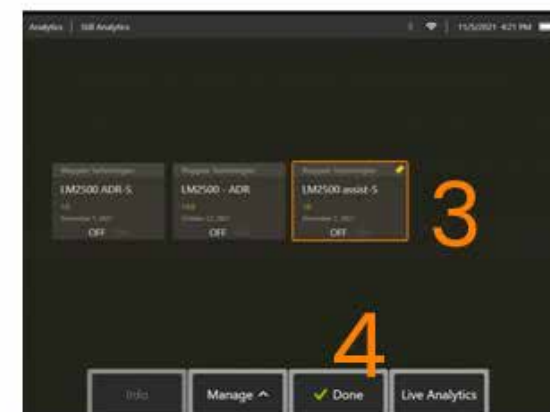 Analytics | Still Analytics
11/5/2021 4:21 PM
LM2500 ADR-S
LM2500 - ADR
LM2500 assist-S
OFF
OFF
OFF
3
4
Info
Manage
Done
Live Analytics